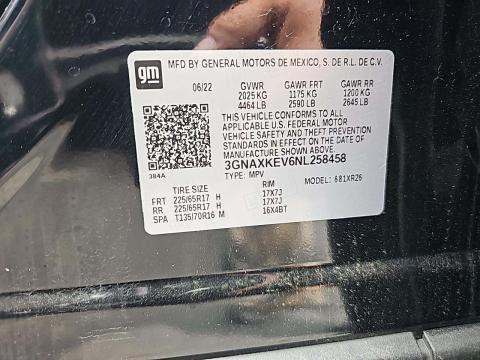 gm MFD BY GENERAL MOTORS DE MEXICO, S. DE R.L. DE C.V.
06/22 GVWR GAWR FRT GAWR RR
2025 KG 1175 KG 1200 KG
4464 LB 2590 LB 2645 LB
THIS VEHICLE CONFORMS TO ALL
APPLICABLE U.S. FEDERAL MOTOR
VEHICLE SAFETY, BUMPER, AND THEFT
PREVENTION STANDARDS IN EFFECT ON
THE DATE OF MANUFACTURE SHOWN ABOVE.
3GNAXKEV6NL258458
384A TYPE: MPV MODEL: 681XR26
TIRE SIZE RIM
FRT 225/65R17 H 17X7J
RR 225/65R17 H 17X7J
SPA T135/70R16 M 16X4BT